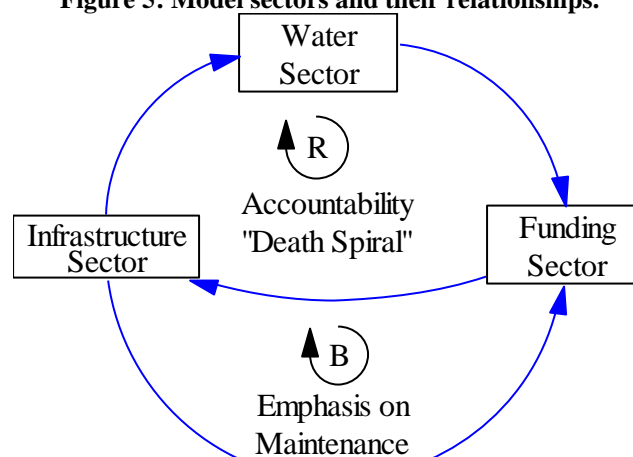 Figure 5: Model sectors and their relationships.
Water
Sector
R
Accountability
"Death Spiral"
Infrastructure
Sector
Funding
Sector
B
Emphasis on
Maintenance